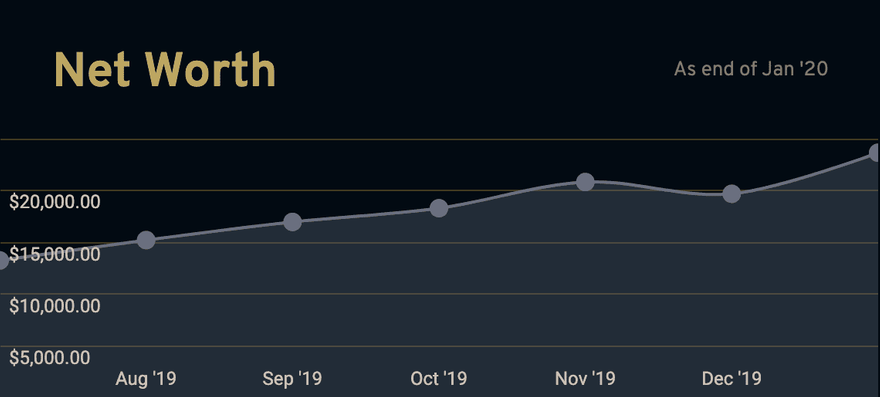 Net Worth
As end of Jan '20
$20,000.00
$15,000.00
$10,000.00
$5,000.00
Aug '19 Sep '19 Oct '19 Nov '19 Dec '19